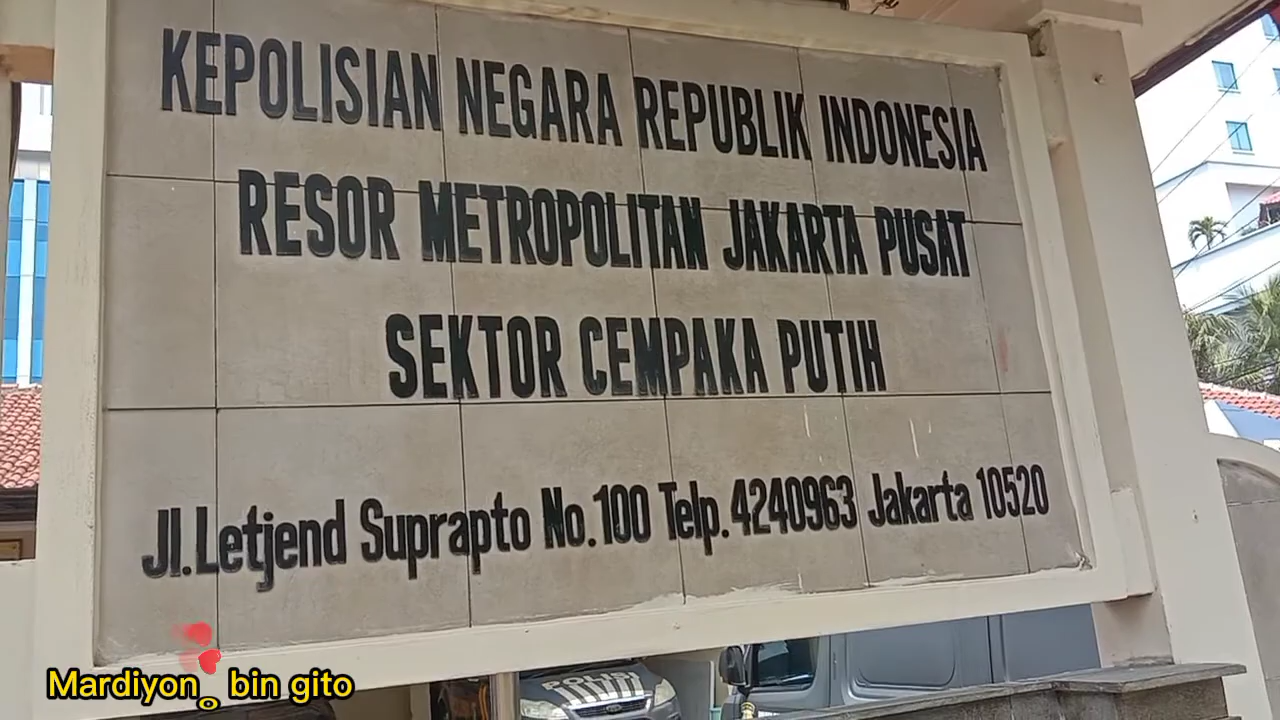 KEPOLISIAN NEGARA REPUBLIK INDONESIA
RESOR METROPOLITAN JAKARTA PUSAT
SEKTOR CEMPAKA PUTIH
Jl.Letjend Suprapto No.100 Telp. 4240963 Jakarta 10520
POLISI
Mardiyono bin gito